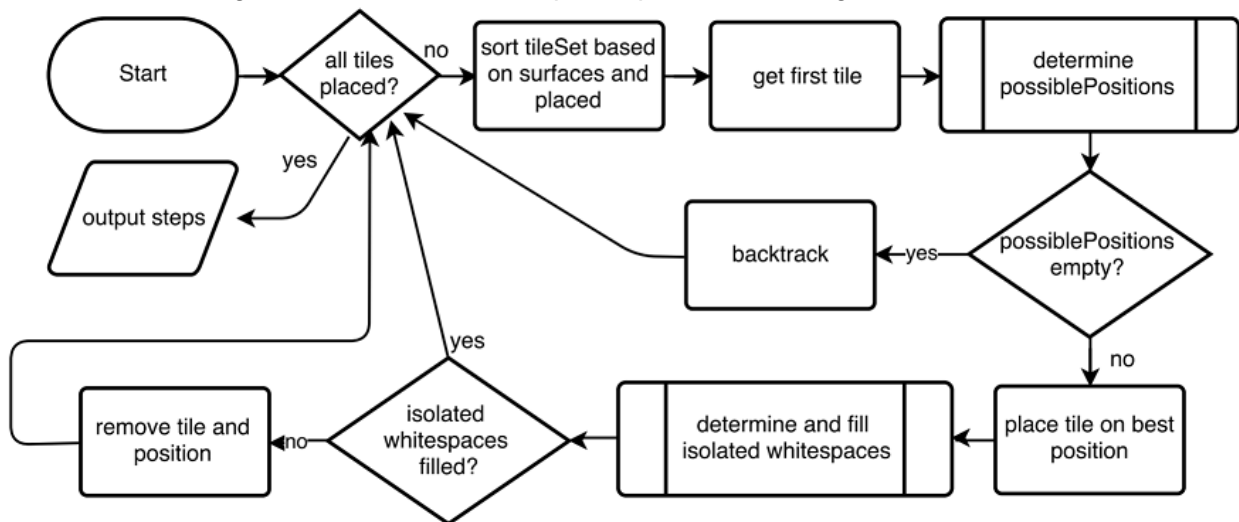 Start
all tiles
placed?
no
sort tileSet based
on surfaces and
placed
get first tile
determine
possiblePositions
yes
output steps
backtrack
yes
possiblePositions
empty?
no
yes
remove tile and
position
no
isolated
whitespaces
filled?
determine and fill
isolated whitespaces
place tile on best
position